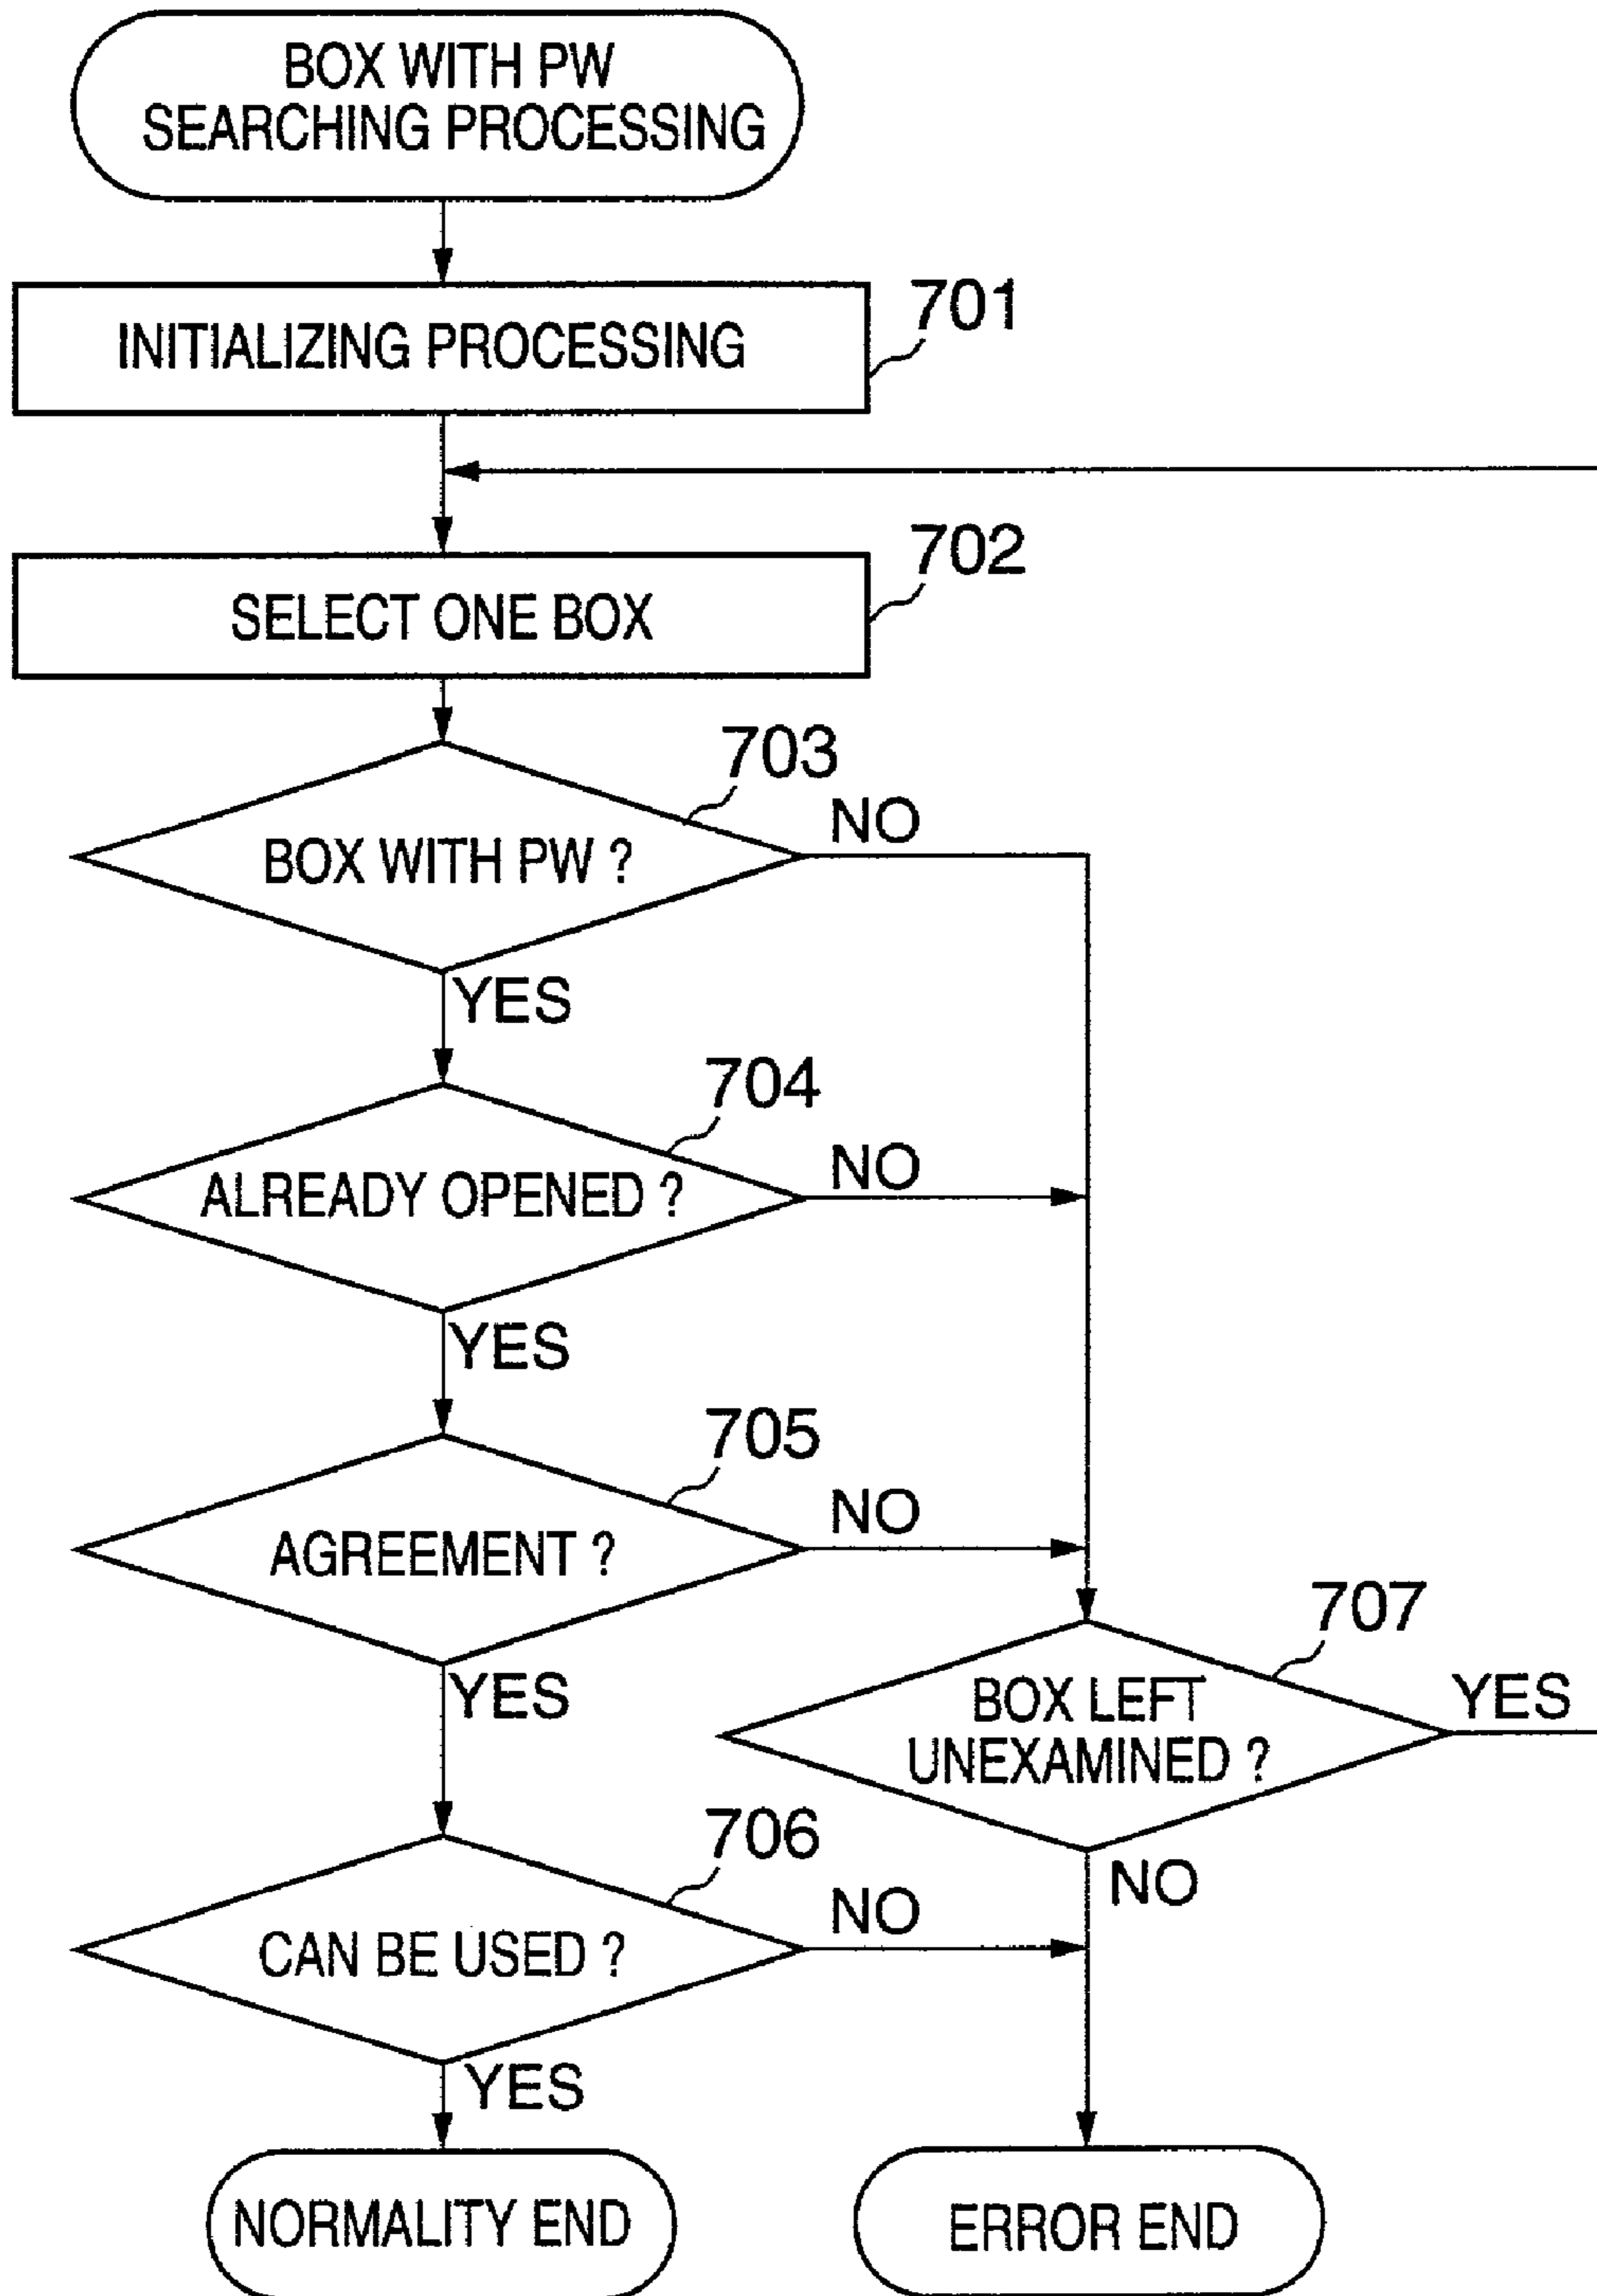 BOX WITH PW
SEARCHING PROCESSING
701
INITIALIZING PROCESSING
702
SELECT ONE BOX
703
NO
BOX WITH PW ?
YES
704
NO
ALREADY OPENED ?
YES
705
NO
AGREEMENT ?
YES
707
BOX LEFT
UNEXAMINED ?
YES
NO
706
NO
CAN BE USED ?
YES
NORMALITY END
ERROR END